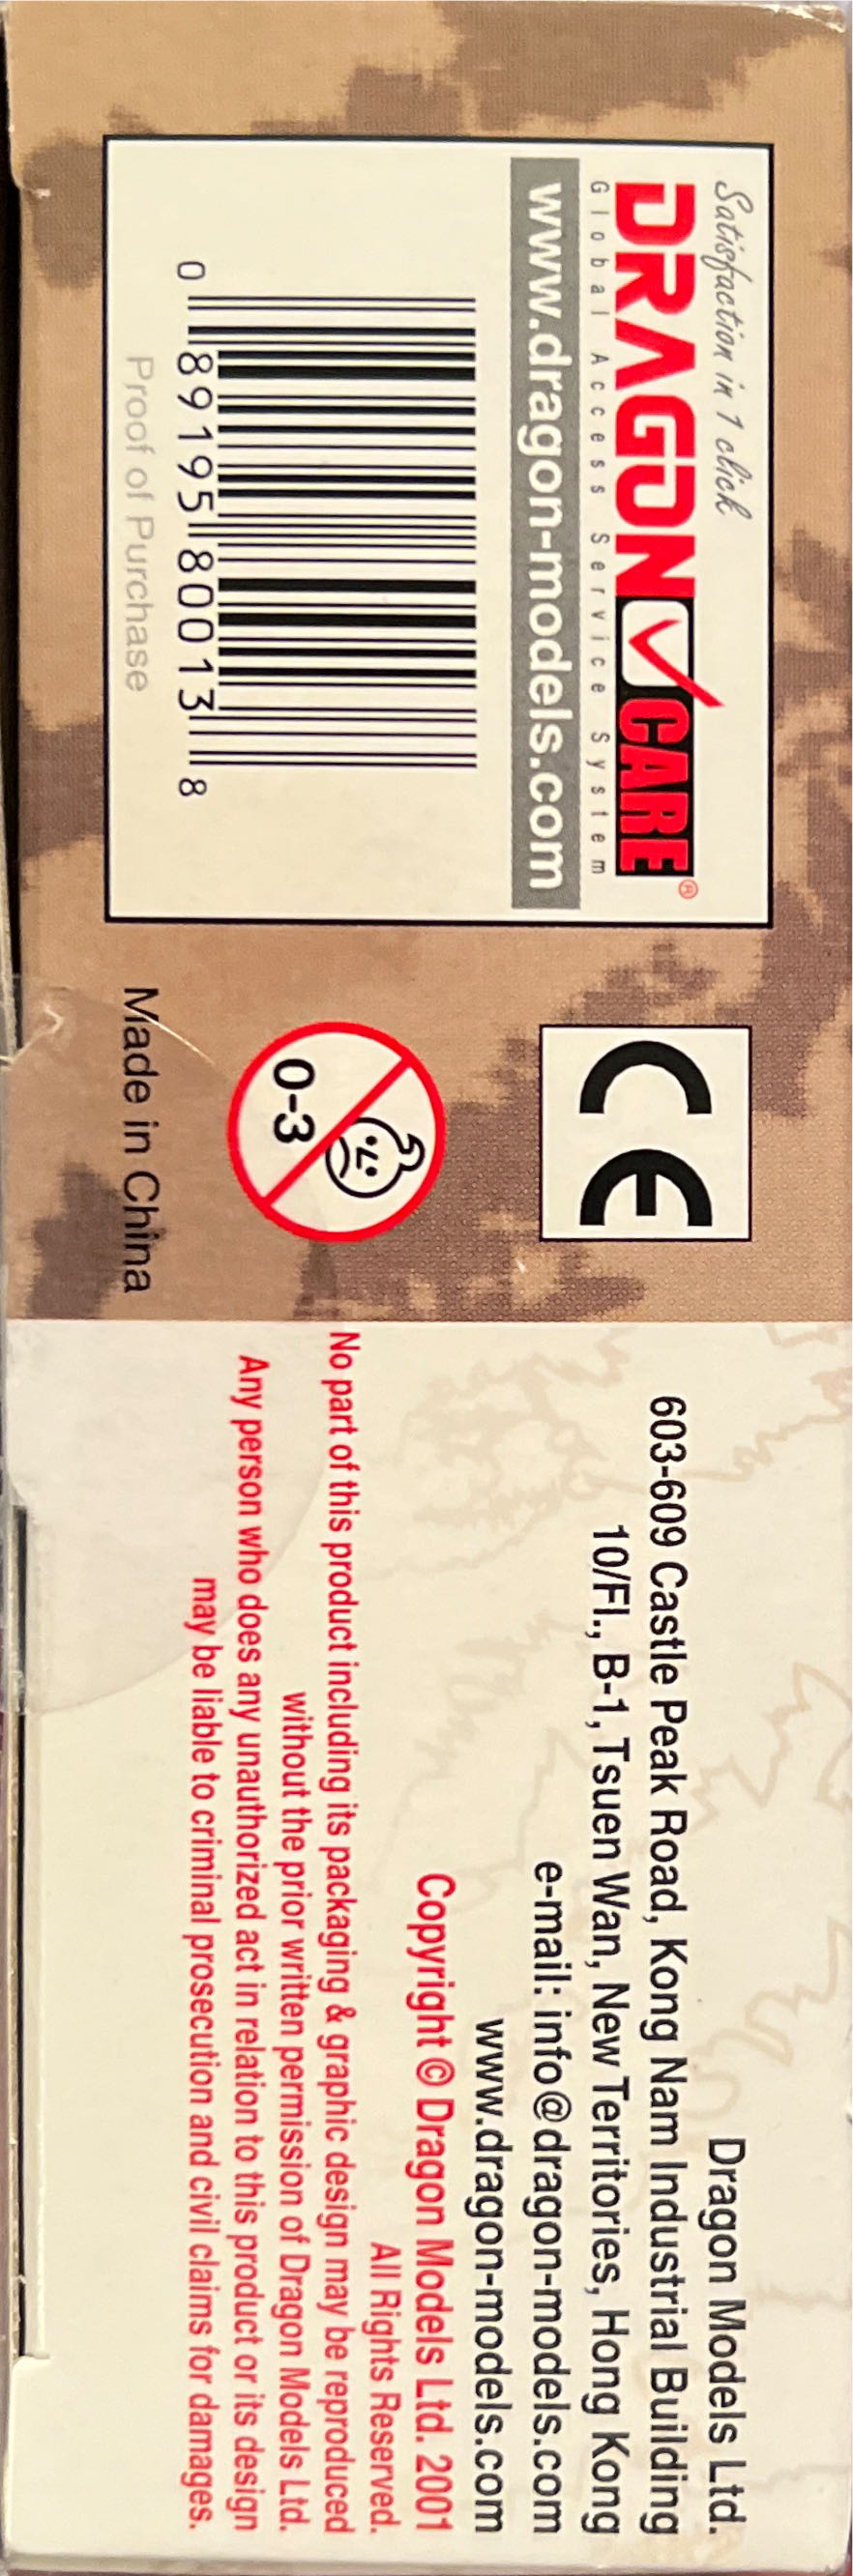 Satisfaction in 1 click
DRAGON CARE®
Global Access Service System
www.dragon-models.com
0 89195 80013 8
Proof of Purchase
CE
0-3
Made in China
Dragon Models Ltd.
603-609 Castle Peak Road, Kong Nam Industrial Building
10/Fl., B-1, Tsuen Wan, New Territories, Hong Kong
e-mail: info@dragon-models.com
www.dragon-models.com
Copyright © Dragon Models Ltd. 2001
All Rights Reserved.
No part of this product including its packaging & graphic design may be reproduced
without the prior written permission of Dragon Models Ltd.
Any person who does any unauthorized act in relation to this product or its design
may be liable to criminal prosecution and civil claims for damages.